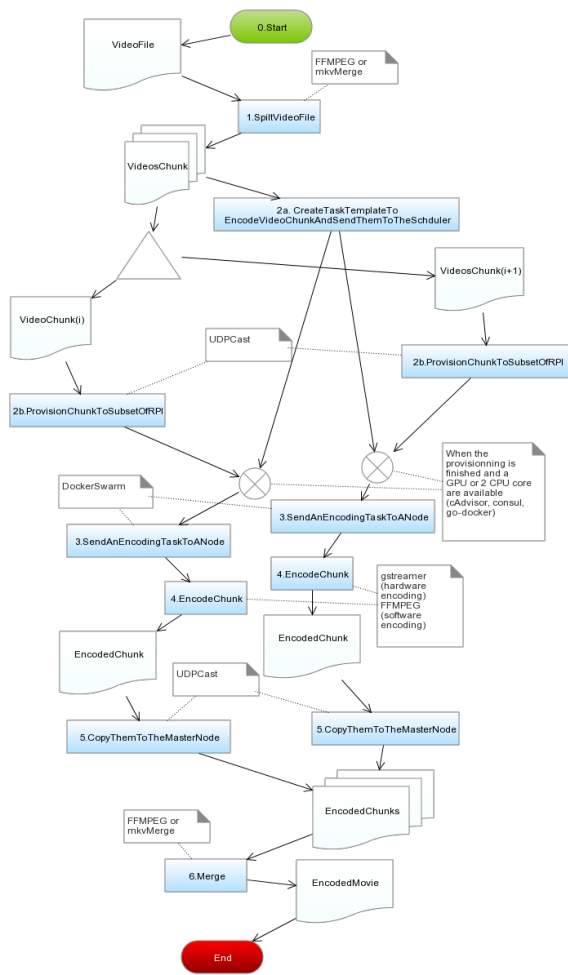 0.Start
VideoFile
FFMPEG or
mkvMerge
1.SpiltVideoFile
VideosChunk
2a. CreateTaskTemplateTo
EncodeVideoChunkAndSendThemToTheSchduler
VideosChunk(i+1)
VideoChunk(i)
UDPCast
2b.ProvisionChunkToSubsetOfRPI
2b.ProvisionChunkToSubsetOfRPI
When the
provisionning is
finished and a
GPU or 2 CPU core
are available
(cAdvisor, consul,
go-docker)
DockerSwarm
3.SendAnEncodingTaskToANode
3.SendAnEncodingTaskToANode
4.EncodeChunk
gstreamer
(hardware
encoding)
FFMPEG
(software
encoding)
4.EncodeChunk
EncodedChunk
EncodedChunk
UDPCast
5.CopyThemToTheMasterNode
5.CopyThemToTheMasterNode
EncodedChunks
FFMPEG or
mkvMerge
6.Merge
EncodedMovie
End